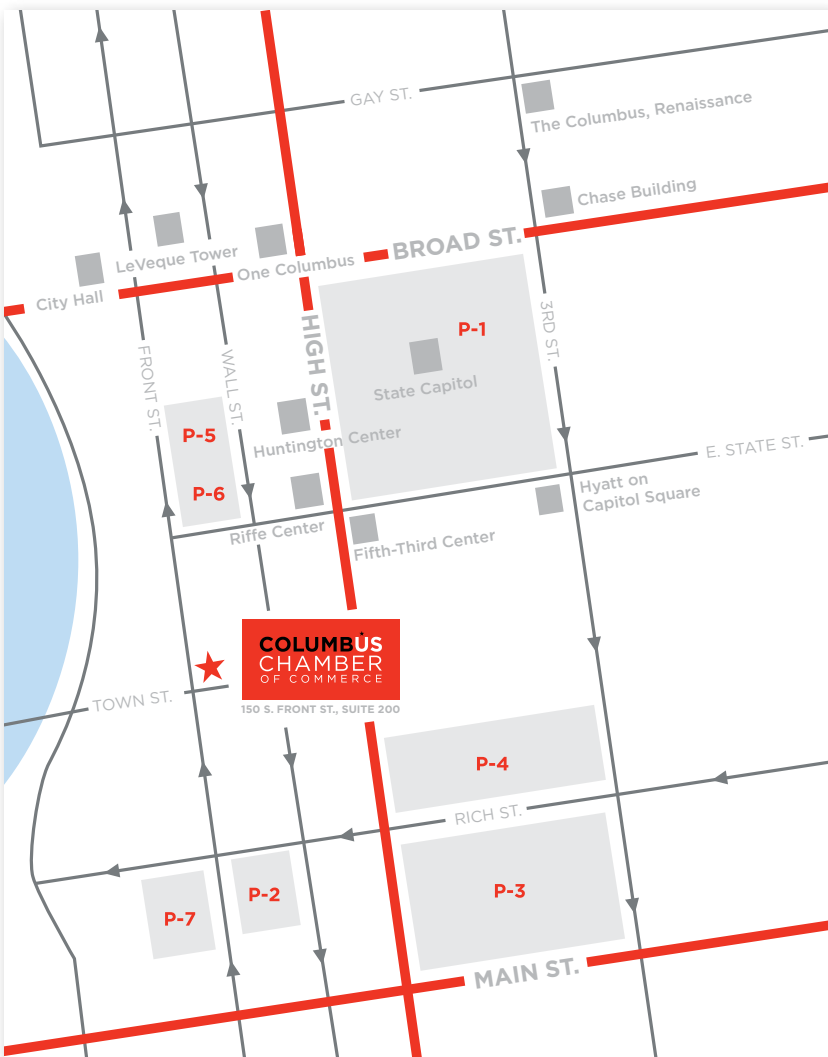 GAY ST.
The Columbus, Renaissance
Chase Building
BROAD ST.
LeVeque Tower
One Columbus
City Hall
HIGH ST.
3RD ST.
P-1
FRONT ST.
WALL ST.
State Capitol
P-5
Huntington Center
E. STATE ST.
P-6
Hyatt on
Capitol Square
Riffe Center
Fifth-Third Center
COLUMBUS
CHAMBER
OF COMMERCE
TOWN ST.
150 S. FRONT ST., SUITE 200
P-4
RICH ST.
P-2
P-3
P-7
MAIN ST.